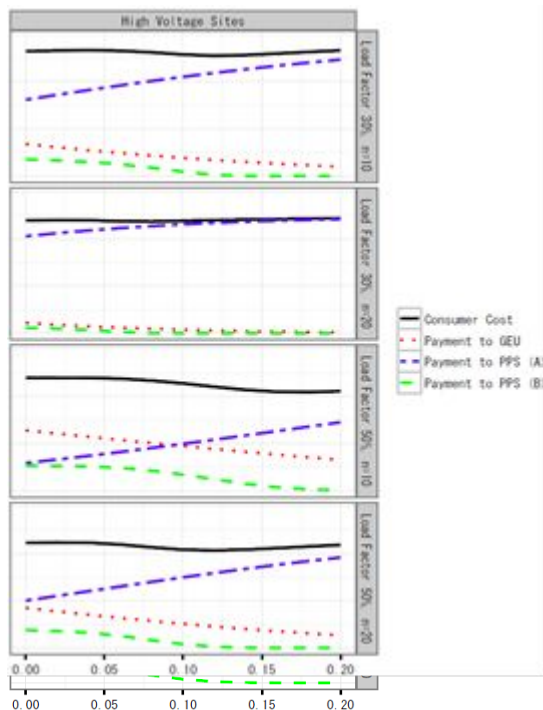 High Voltage Sites
Load Factor 30%, n=10
Load Factor 30%, n=20
Load Factor 50%, n=10
Load Factor 50%, n=20
Consumer Cost
Payment to GEU
Payment to PPS (A)
Payment to PPS (B)
0.00 0.05 0.10 0.15 0.20
0.00 0.05 0.10 0.15 0.20